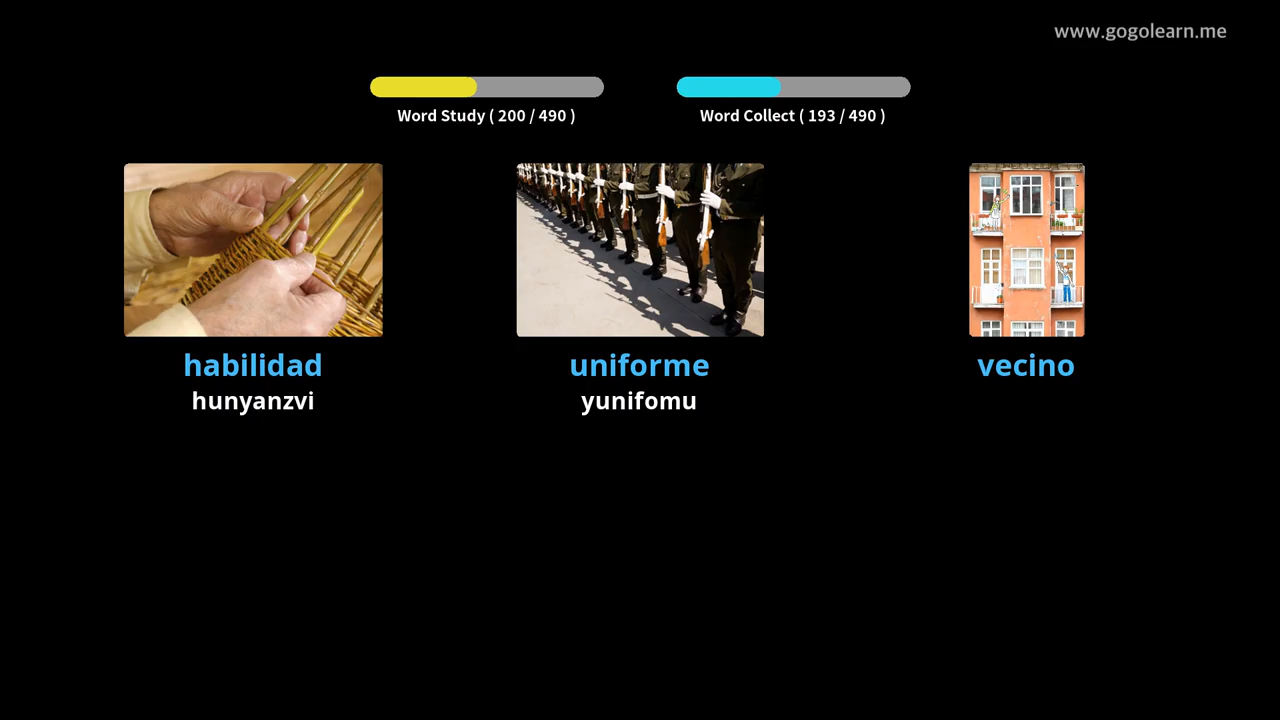 www.gogolearn.me
Word Study ( 200 / 490 )
Word Collect ( 193 / 490 )
habilidad
hunyanzvi
uniforme
yunifomu
vecino